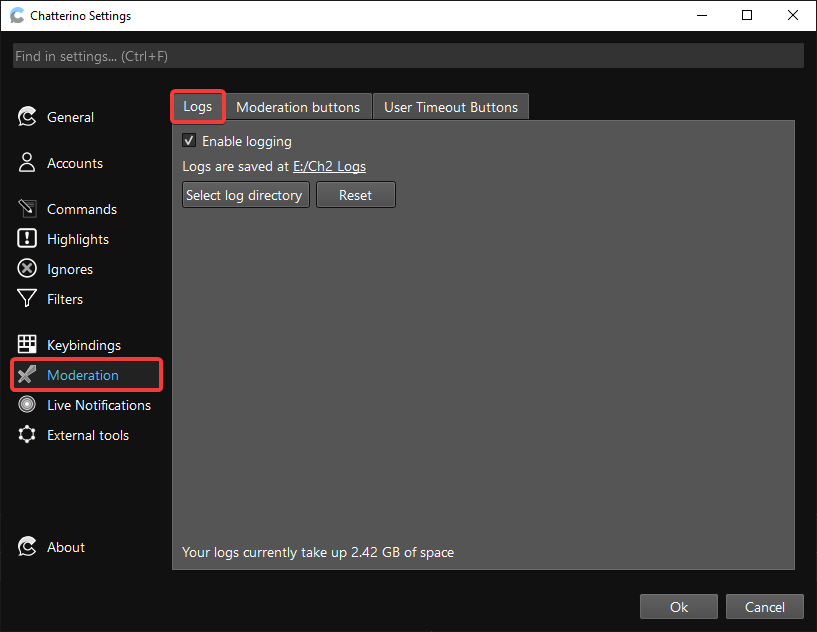 Chatterino Settings
Find in settings... (Ctrl+F)
General
Accounts
Commands
Highlights
Ignores
Filters
Keybindings
Moderation
Live Notifications
External tools
About
Logs
Moderation buttons
User Timeout Buttons
Enable logging
Logs are saved at E:/Ch2 Logs
Select log directory
Reset
Your logs currently take up 2.42 GB of space
Ok
Cancel